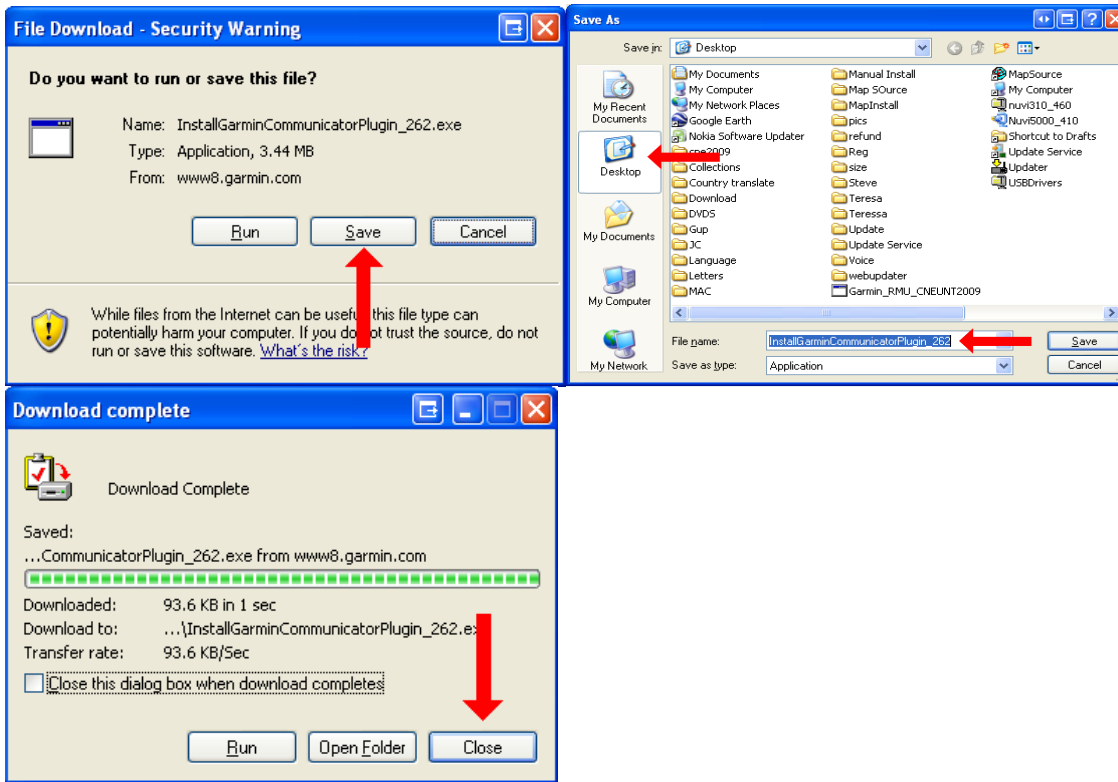 File Download - Security Warning
Do you want to run or save this file?
Name: InstallGarminCommunicatorPlugin_262.exe
Type: Application, 3.44 MB
From: www8.garmin.com
Run Save Cancel
While files from the Internet can be useful, this file type can
potentially harm your computer. If you do not trust the source, do not
run or save this software. What's the risk?
Save As
Save in: Desktop
My Recent
Documents
Desktop
My Documents
My Computer
My Network
My Documents
My Computer
My Network Places
Google Earth
Nokia Software Updater
cne2009
Collections
Country translate
Download
DVDS
Gup
JC
Language
Letters
MAC
Manual Install
Map SOurce
MapInstall
pics
refund
Reg
size
Steve
Teresa
Teressa
Update
Update Service
Voice
webupdater
Garmin_RMU_CNEUNT2009
MapSource
My Computer
nuvi310_460
Nuvi5000_410
Shortcut to Drafts
Update Service
Updater
USBDrivers
File name: InstallGarminCommunicatorPlugin_262 Save
Save as type: Application Cancel
Download complete
Download Complete
Saved:
...CommunicatorPlugin_262.exe from www8.garmin.com
Downloaded: 93.6 KB in 1 sec
Download to: ...\InstallGarminCommunicatorPlugin_262.ex
Transfer rate: 93.6 KB/Sec
Close this dialog box when download completes
Run Open Folder Close